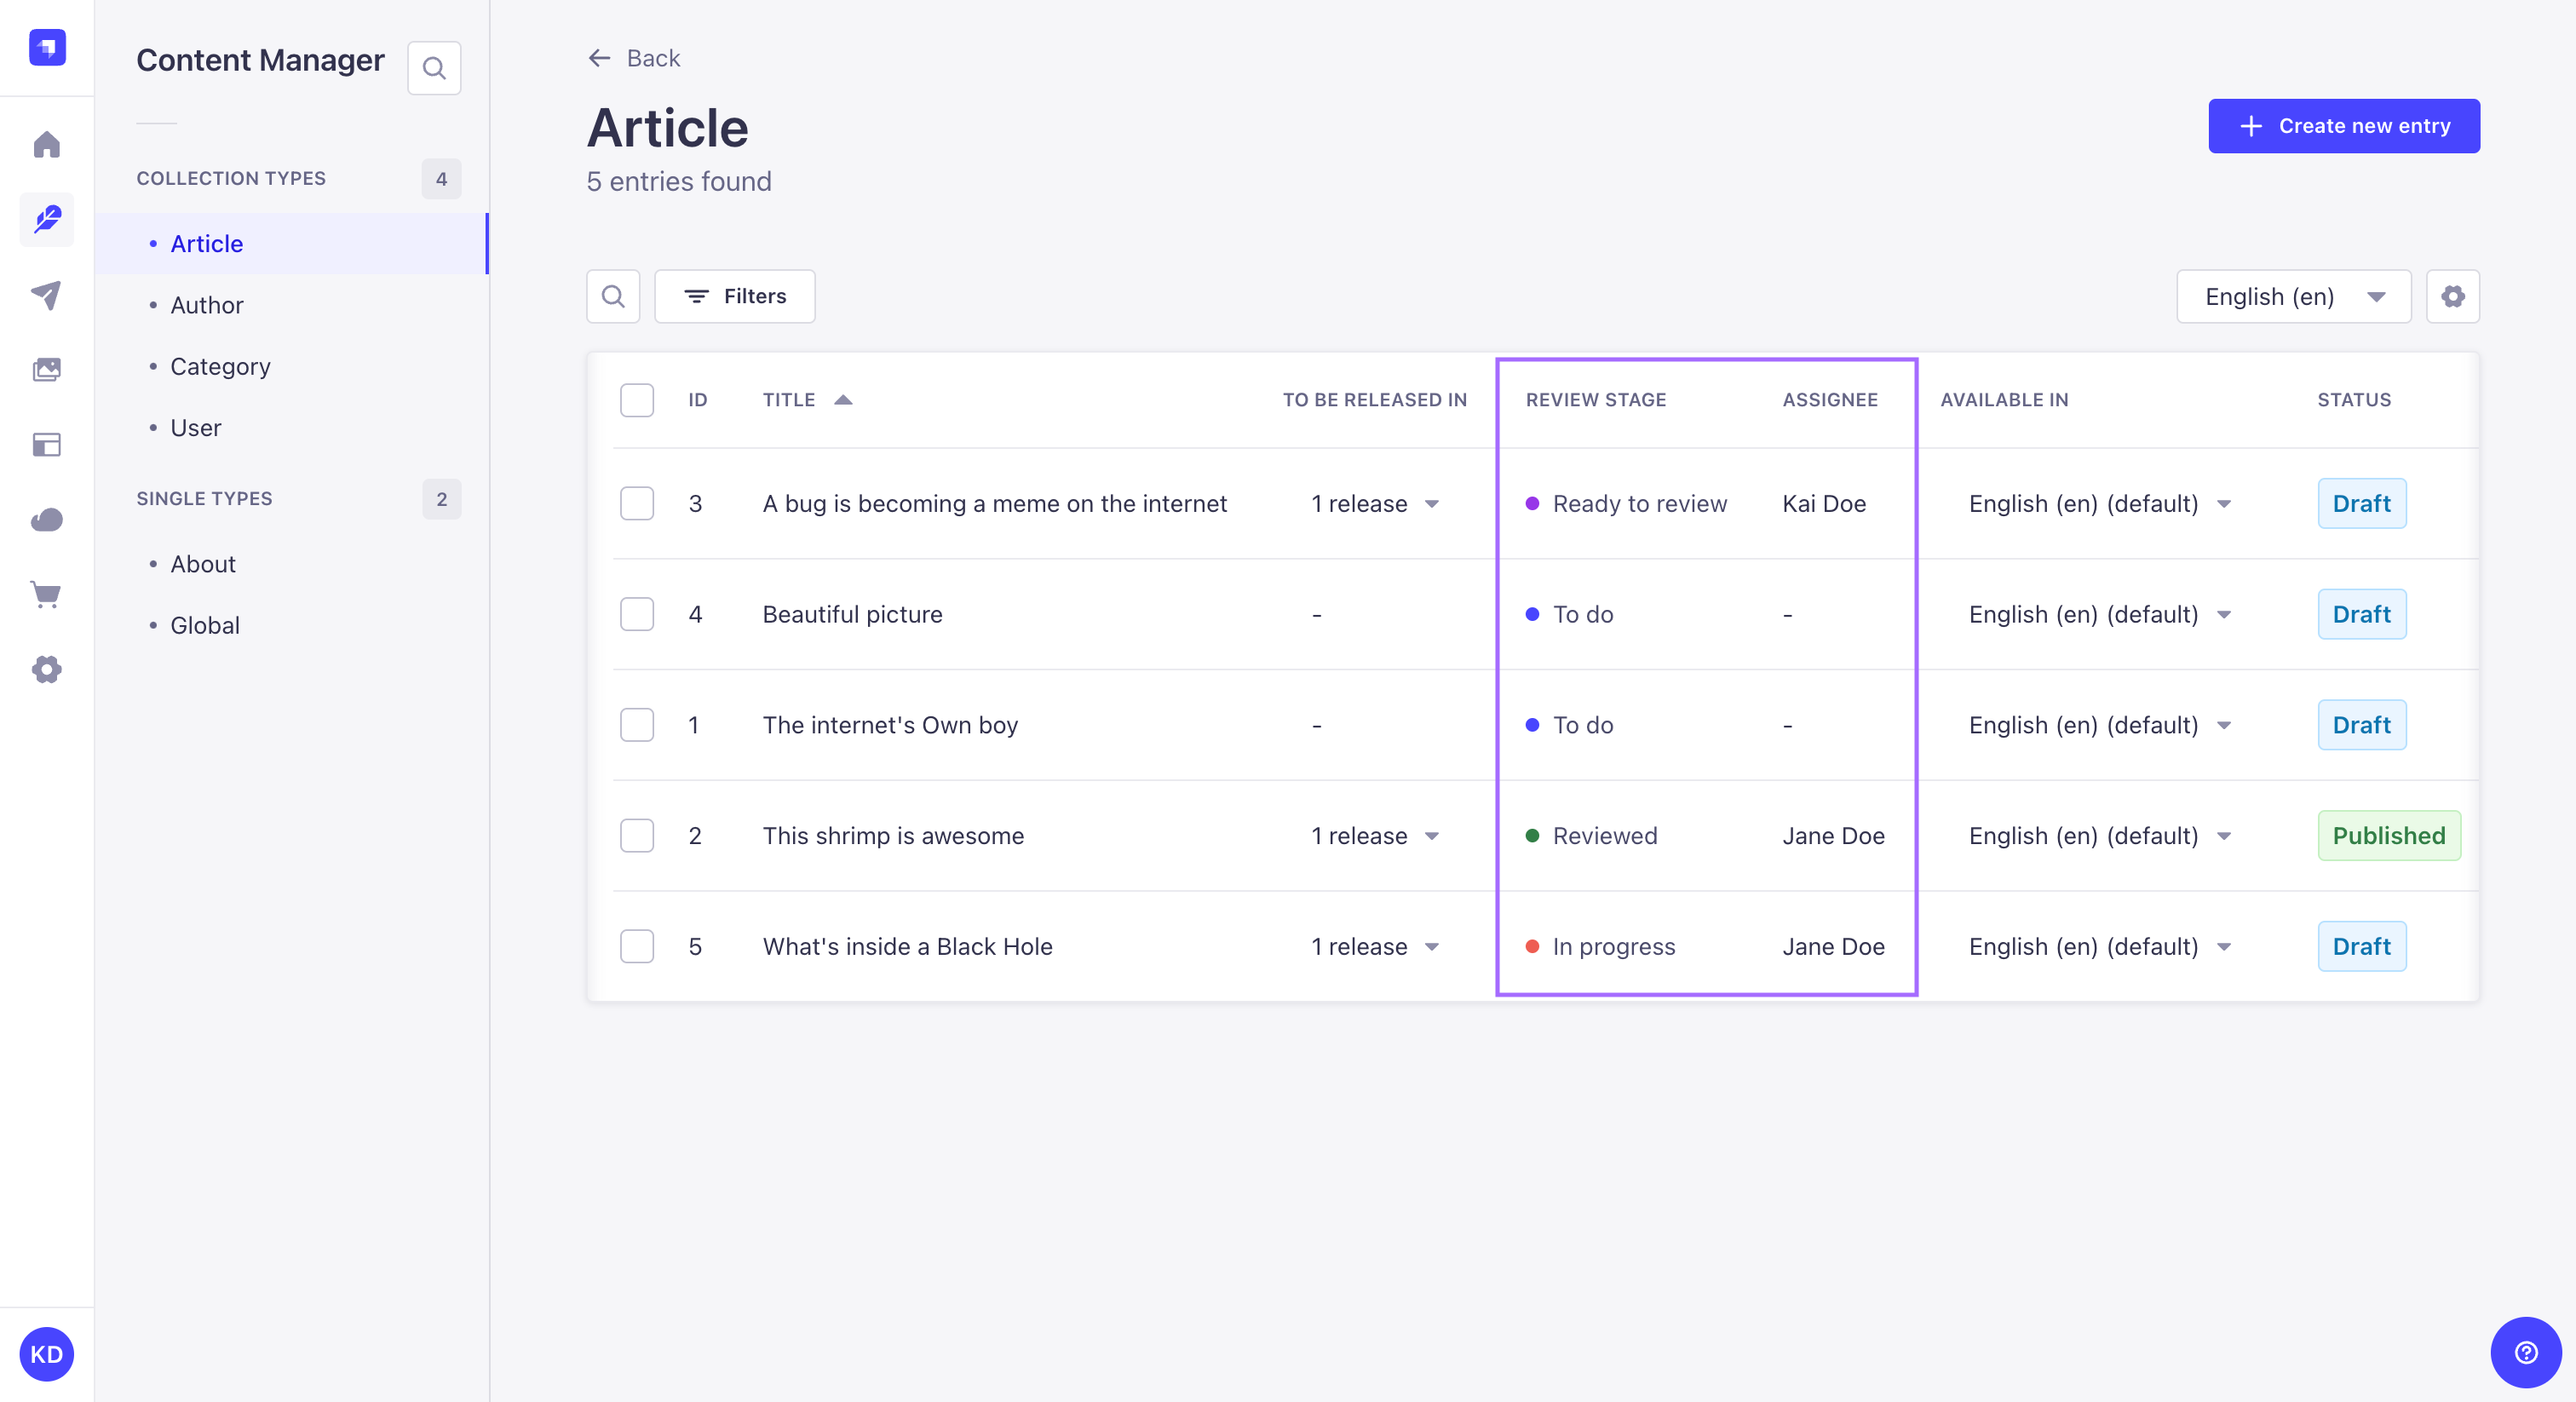 Content Manager
COLLECTION TYPES 4
Article
Author
Category
User
SINGLE TYPES 2
About
Global
KD
Back
Article
5 entries found
Create new entry
Filters
English (en)
ID TITLE TO BE RELEASED IN REVIEW STAGE ASSIGNEE AVAILABLE IN STATUS
3 A bug is becoming a meme on the internet 1 release Ready to review Kai Doe English (en) (default) Draft
4 Beautiful picture - To do - English (en) (default) Draft
1 The internet's Own boy - To do - English (en) (default) Draft
2 This shrimp is awesome 1 release Reviewed Jane Doe English (en) (default) Published
5 What's inside a Black Hole 1 release In progress Jane Doe English (en) (default) Draft